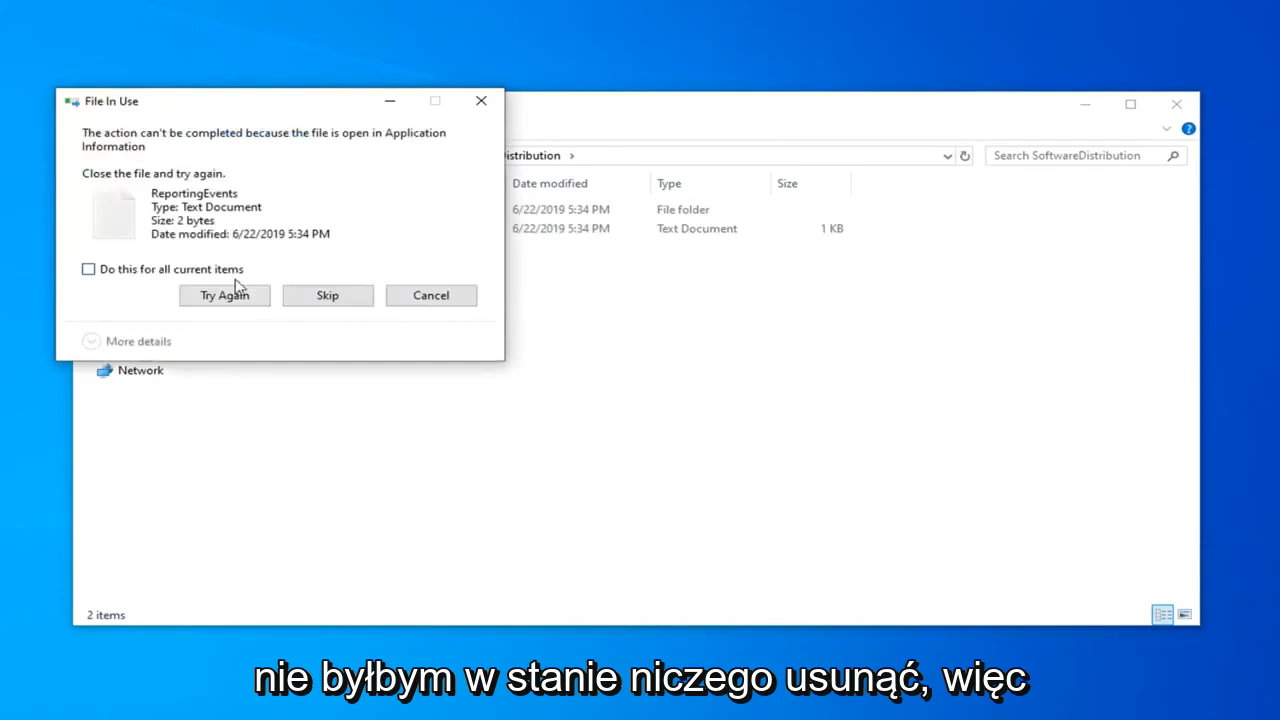 File In Use
The action can't be completed because the file is open in Application
Information
Close the file and try again.
ReportingEvents
Type: Text Document
Size: 2 bytes
Date modified: 6/22/2019 5:34 PM
Do this for all current items
Try Again Skip Cancel
More details
Distribution
Search SoftwareDistribution
Date modified Type Size
6/22/2019 5:34 PM File folder
6/22/2019 5:34 PM Text Document 1 KB
Network
2 items
nie byłbym w stanie niczego usunąć, więc